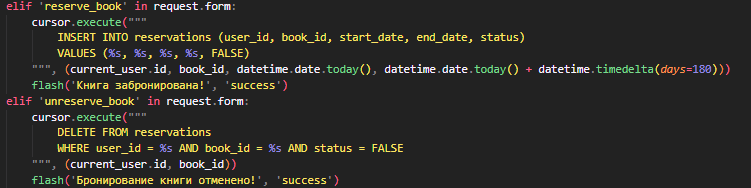 elif 'reserve_book' in request.form:
    cursor.execute("""
        INSERT INTO reservations (user_id, book_id, start_date, end_date, status)
        VALUES (%s, %s, %s, %s, FALSE)
    """, (current_user.id, book_id, datetime.date.today(), datetime.date.today() + datetime.timedelta(days=180)))
    flash('Книга забронирована!', 'success')
elif 'unreserve_book' in request.form:
    cursor.execute("""
        DELETE FROM reservations
        WHERE user_id = %s AND book_id = %s AND status = FALSE
    """, (current_user.id, book_id))
    flash('Бронирование книги отменено!', 'success')